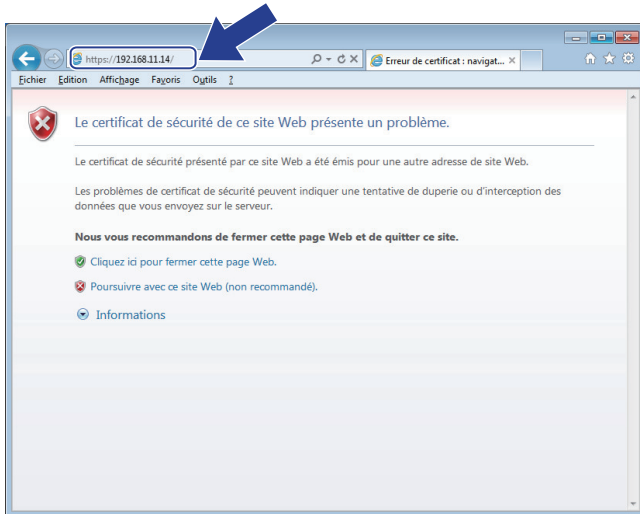 https://192.168.11.14/
Erreur de certificat : navigat...
Fichier Edition Affichage Favoris Outils ?
Le certificat de sécurité de ce site Web présente un problème.
Le certificat de sécurité présenté par ce site Web a été émis pour une autre adresse de site Web.
Les problèmes de certificat de sécurité peuvent indiquer une tentative de duperie ou d'interception des
données que vous envoyez sur le serveur.
Nous vous recommandons de fermer cette page Web et de quitter ce site.
Cliquez ici pour fermer cette page Web.
Poursuivre avec ce site Web (non recommandé).
Informations